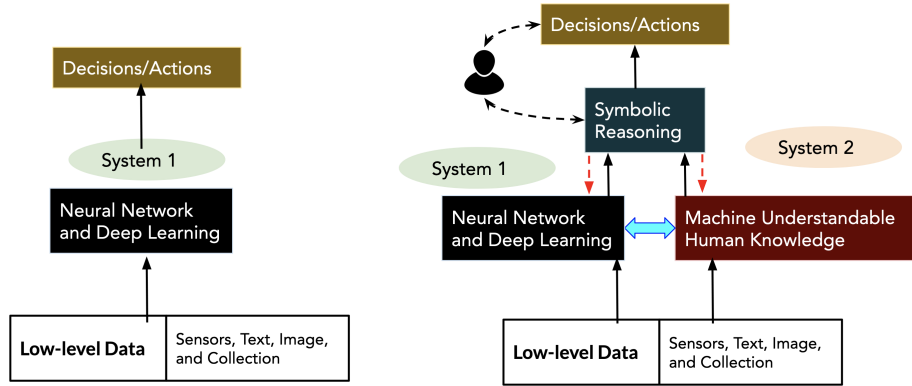 Decisions/Actions
System 1
Neural Network
and Deep Learning
Low-level Data
Sensors, Text, Image,
and Collection
Decisions/Actions
Symbolic
Reasoning
System 1
System 2
Neural Network
and Deep Learning
Machine Understandable
Human Knowledge
Low-level Data
Sensors, Text, Image,
and Collection